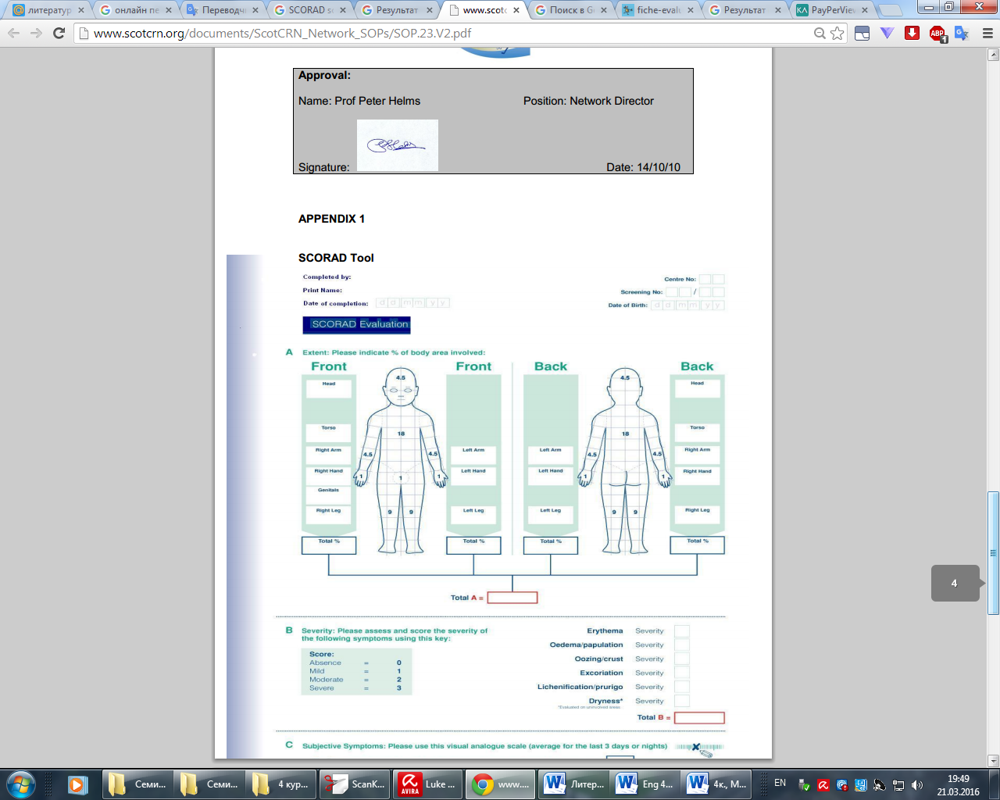 литератур
онлайн пе
Переводчи
SCORAD s
Результат
www.scotc
Поиск в G
fiche-evalu
Результат
PayPerView
www.scotcrn.org/documents/ScotCRN_Network_SOPs/SOP.23.V2.pdf
Approval:
Name: Prof Peter Helms Position: Network Director
Signature: Date: 14/10/10
APPENDIX 1
SCORAD Tool
Completed by: Centre No:
Print Name: Screening No: /
Date of completion: d d m m y y Date of Birth: d d m m y y
SCORAD Evaluation
A Extent: Please indicate % of body area involved:
Front Front Back Back
Head 4.5 4.5 Head
Torso 18 18 Torso
Right Arm 4.5 4.5 Left Arm Left Arm 4.5 4.5 Right Arm
Right Hand 1 1 1 Left Hand Left Hand 1 1 Right Hand
Genitals
Right Leg 9 9 Left Leg Left Leg 9 9 Right Leg
Total % Total % Total % Total %
Total A =
4
B Severity: Please assess and score the severity of
the following symptoms using this key:
Score:
Absence = 0
Mild = 1
Moderate = 2
Severe = 3
Erythema Severity
Oedema/papulation Severity
Oozing/crust Severity
Excoriation Severity
Lichenification/prurigo Severity
Dryness* Severity
*Evaluated on uninvolved areas
Total B =
C Subjective Symptoms: Please use this visual analogue scale (average for the last 3 days or nights)
Семи...
Семи...
4 кур...
ScanK...
Luke ...
www....
Литер...
Eng 4...
4к., М...
EN
19:49
21.03.2016